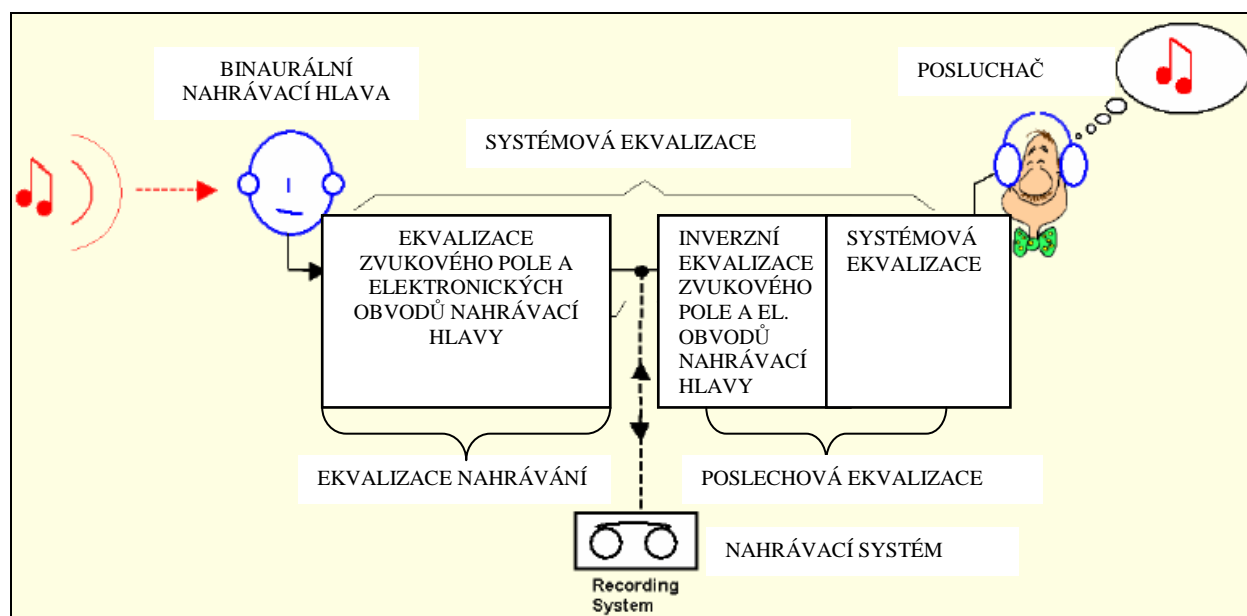 BINAURÁLNÍ
NAHRÁVACÍ HLAVA
POSLUCHAČ
SYSTÉMOVÁ EKVALIZACE
EKVALIZACE
ZVUKOVÉHO POLE A
ELEKTRONICKÝCH
OBVODŮ NAHRÁVACÍ
HLAVY
INVERZNÍ
EKVALIZACE
ZVUKOVÉHO
POLE A EL.
OBVODŮ
NAHRÁVACÍ
HLAVY
SYSTÉMOVÁ
EKVALIZACE
EKVALIZACE NAHRÁVÁNÍ
POSLECHOVÁ EKVALIZACE
NAHRÁVACÍ SYSTÉM
Recording
System